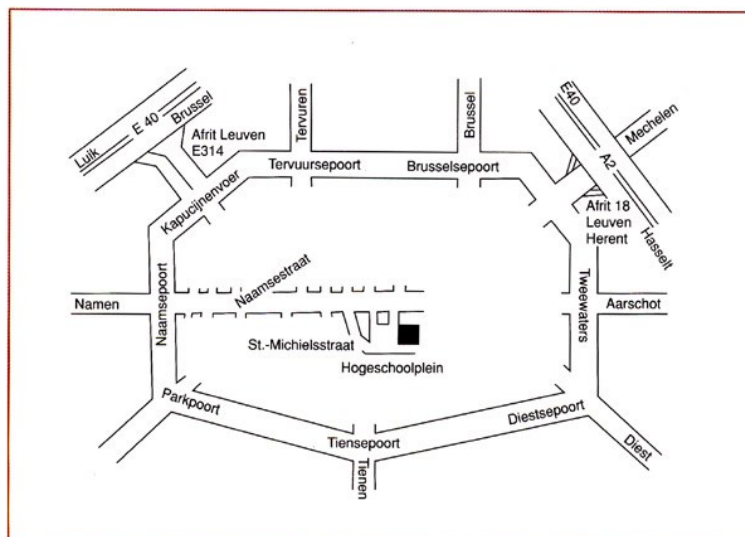 Luik
E 40
Brussel
Afrit Leuven
E314
Tervuren
Brussel
E40
A2
Mechelen
Hasselt
Kapucijnenvoer
Tervuursepoort
Brusselsepoort
Afrit 18
Leuven
Herent
Namen
Naamsepoort
Naamsestraat
Tweewaters
Aarschot
St.-Michielsstraat
Hogeschoolplein
Parkpoort
Tiensepoort
Diestsepoort
Tienen
Diest